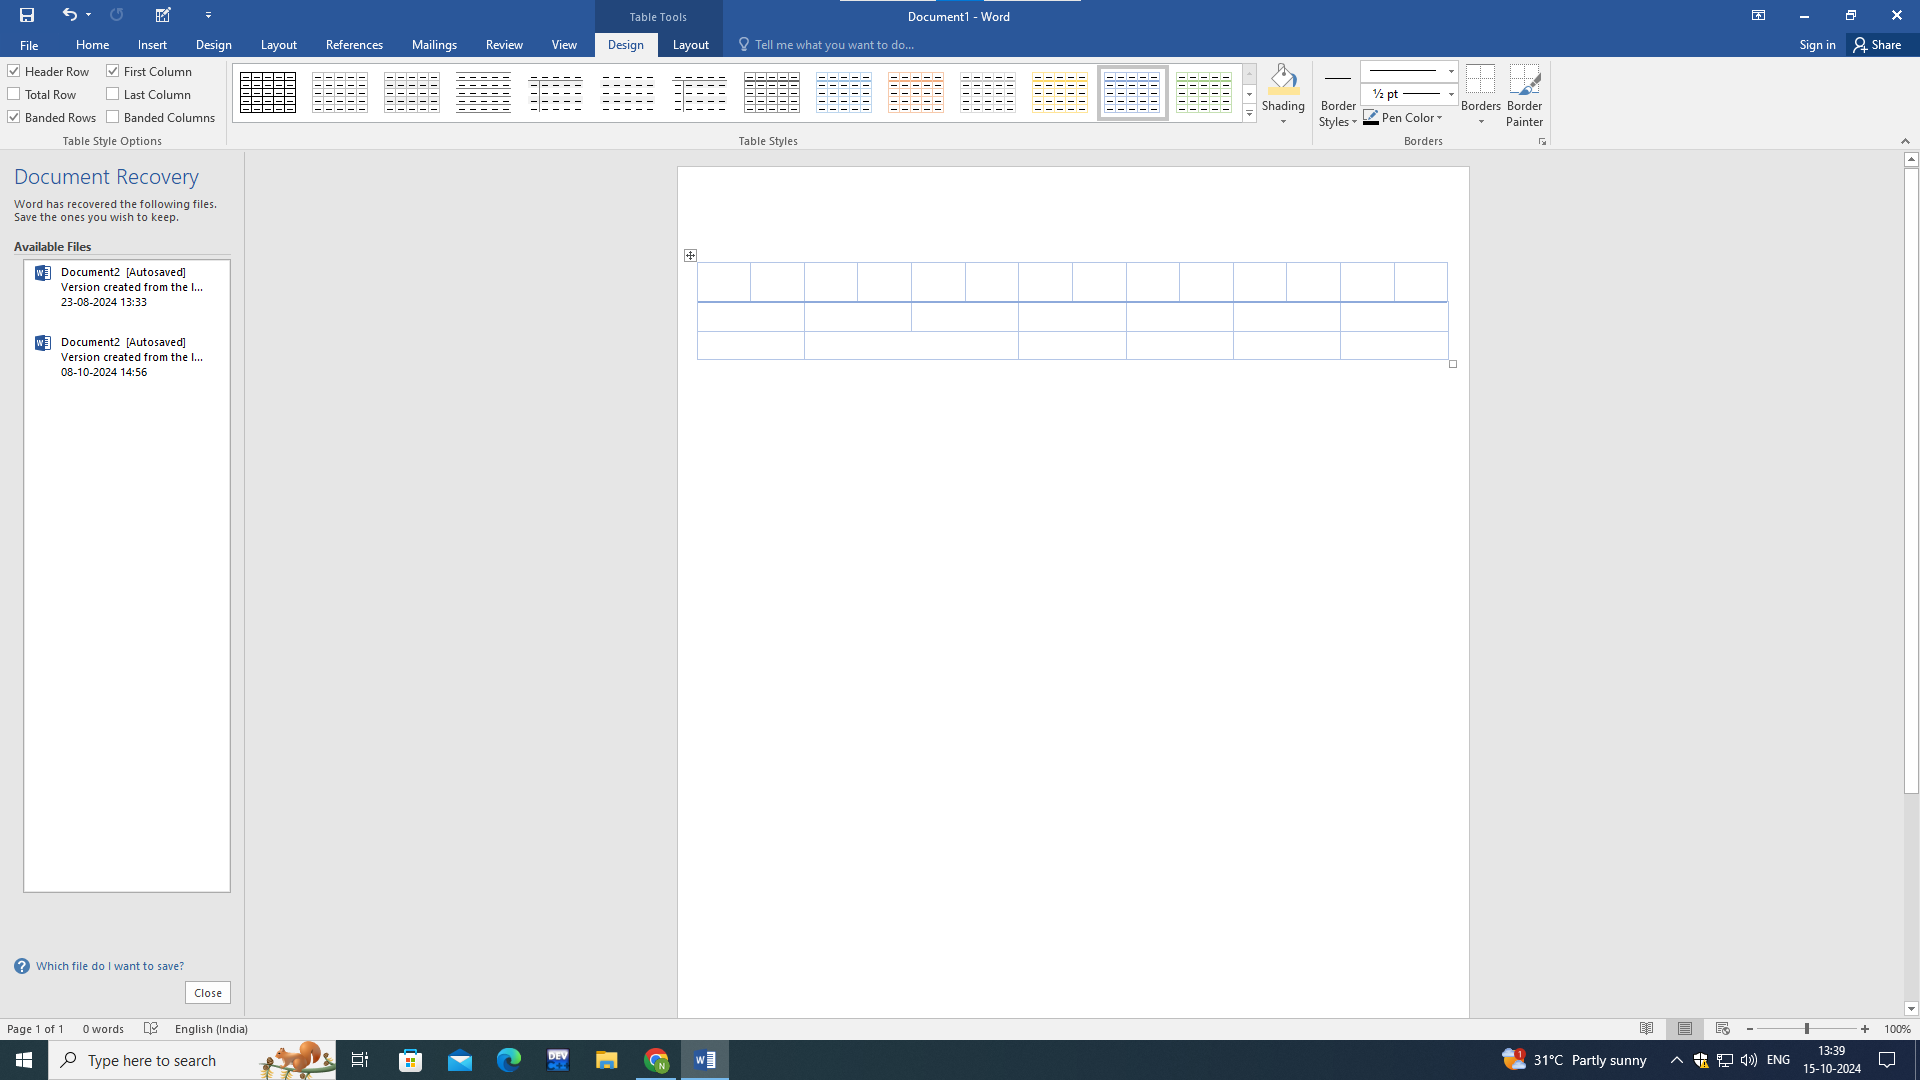 Table Tools
Document1 - Word
File
Home
Insert
Design
Layout
References
Mailings
Review
View
Design
Layout
Tell me what you want to do...
Sign in
Share
Header Row
First Column
Total Row
Last Column
Banded Rows
Banded Columns
Table Style Options
Table Styles
Shading
Border Styles
½ pt
Pen Color
Borders
Border Painter
Borders
Document Recovery
Word has recovered the following files.
Save the ones you wish to keep.
Available Files
Document2 [Autosaved]
Version created from the l...
23-08-2024 13:33
Document2 [Autosaved]
Version created from the l...
08-10-2024 14:56
Which file do I want to save?
Close
Page 1 of 1
0 words
English (India)
100%
Type here to search
DEV
N
1
31°C Partly sunny
ENG
13:39
15-10-2024